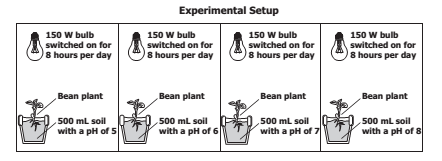 Experimental Setup
150 W bulb
switched on for
8 hours per day
Bean plant
500 mL soil
with a pH of 5
150 W bulb
switched on for
8 hours per day
Bean plant
500 mL soil
with a pH of 6
150 W bulb
switched on for
8 hours per day
Bean plant
500 mL soil
with a pH of 7
150 W bulb
switched on for
8 hours per day
Bean plant
500 mL soil
with a pH of 8